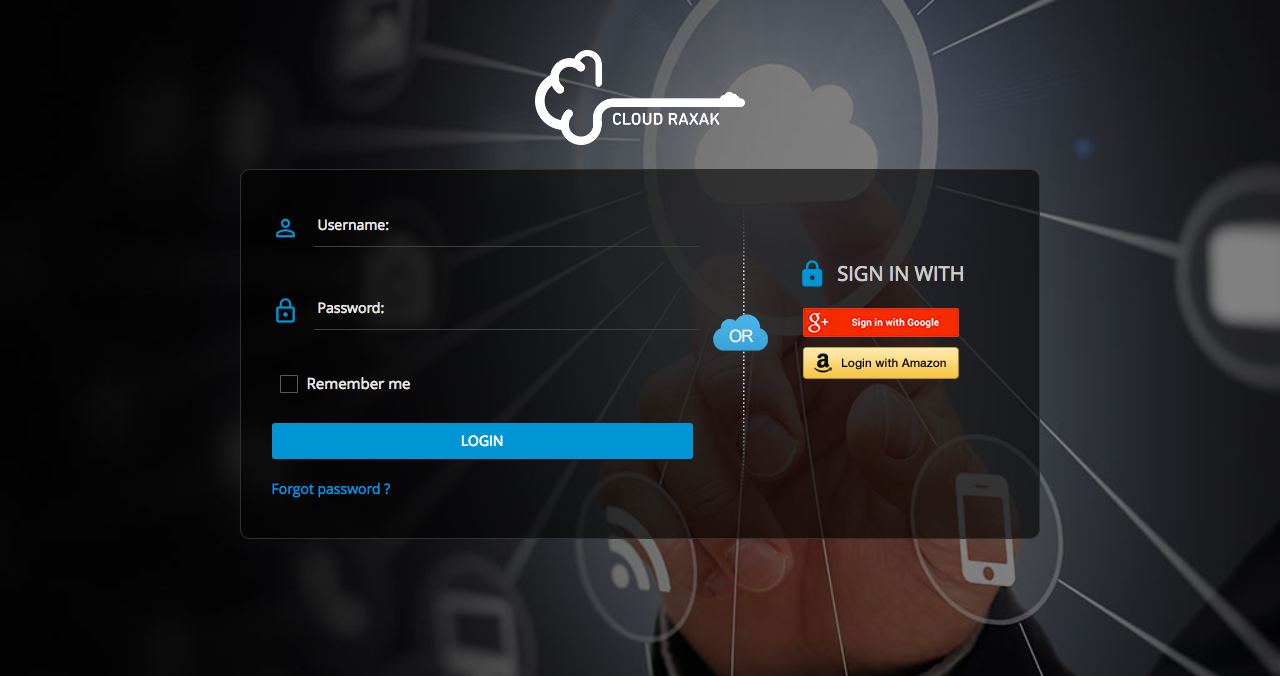 CLOUD RAXAK
Username:
Password:
Remember me
LOGIN
Forgot password ?
OR
SIGN IN WITH
g+ Sign in with Google
a Login with Amazon